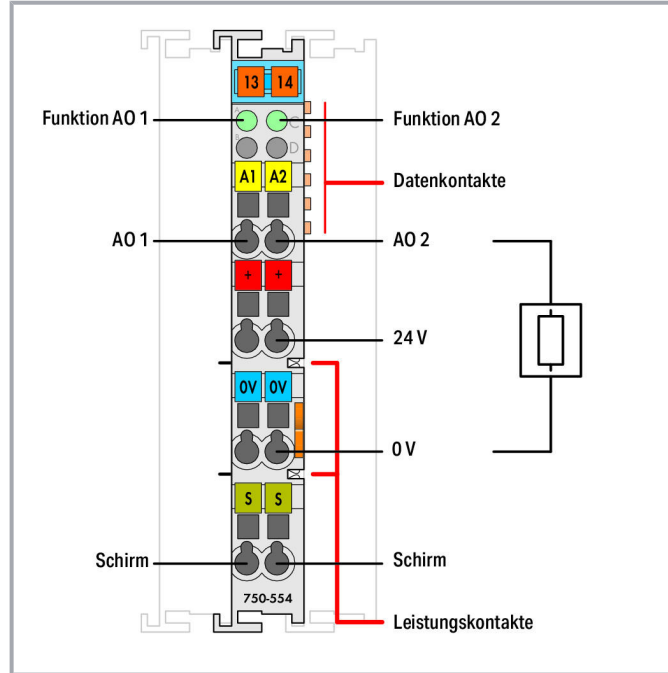 13 14
Funktion AO 1
Funktion AO 2
A C
B D
Datenkontakte
A1 A2
AO 1
AO 2
+ +
24 V
0V 0V
0 V
S S
Schirm
Schirm
750-554
Leistungskontakte